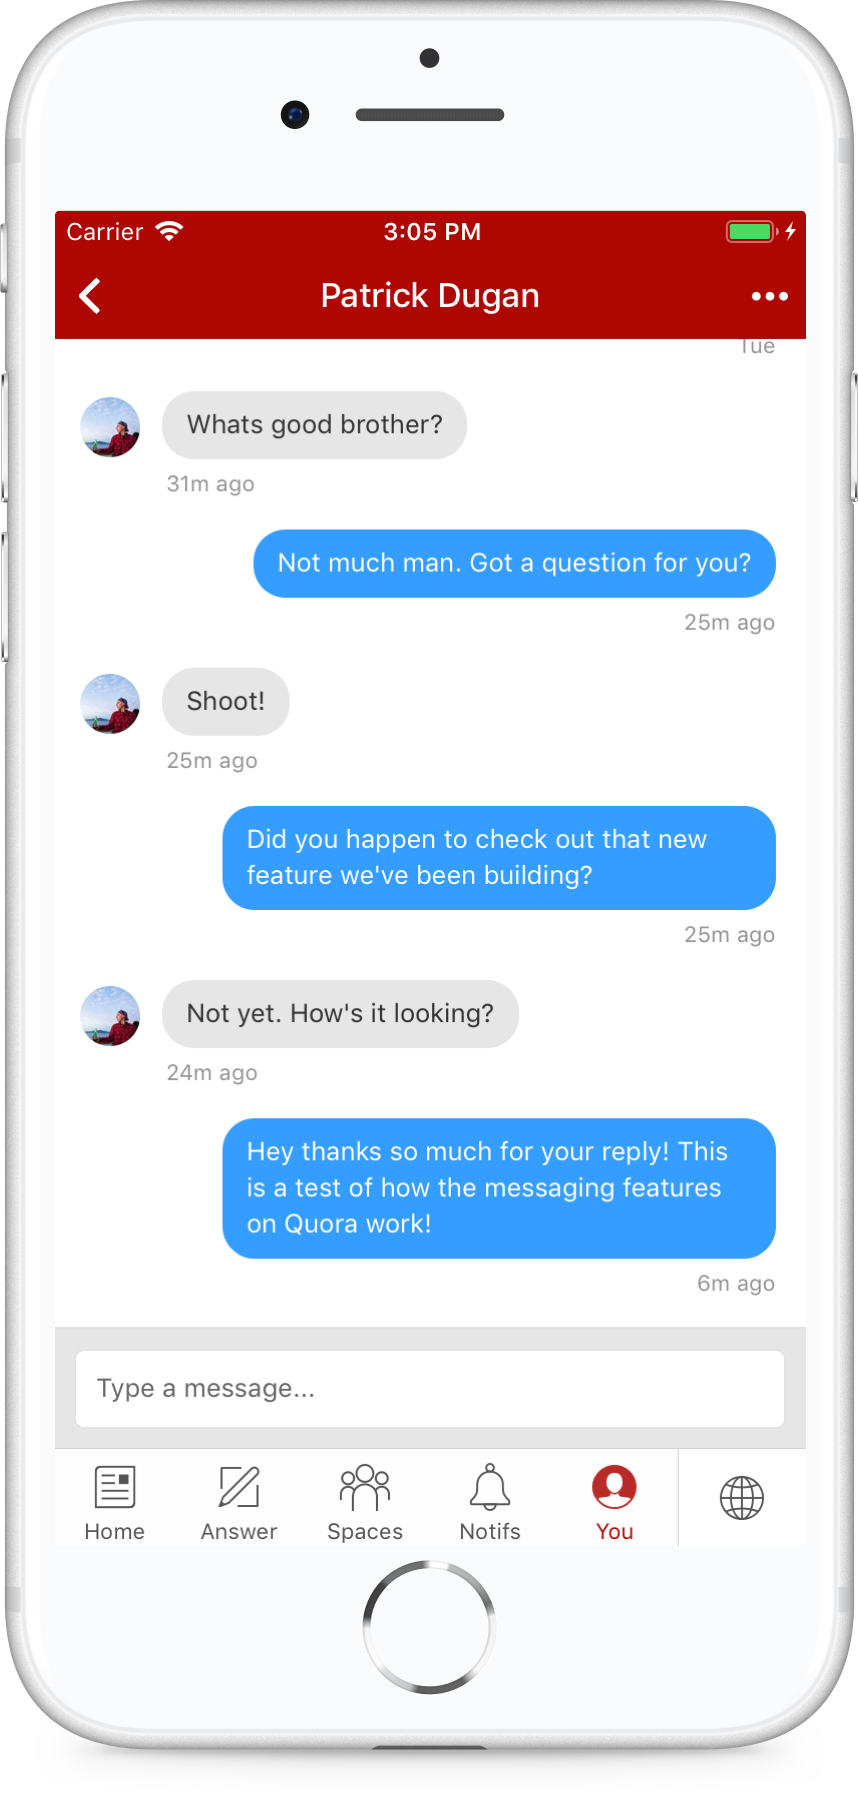 Carrier 3:05 PM
Patrick Dugan
Tue
Whats good brother?
31m ago
Not much man. Got a question for you?
25m ago
Shoot!
25m ago
Did you happen to check out that new
feature we've been building?
25m ago
Not yet. How's it looking?
24m ago
Hey thanks so much for your reply! This
is a test of how the messaging features
on Quora work!
6m ago
Type a message...
Home Answer Spaces Notifs You